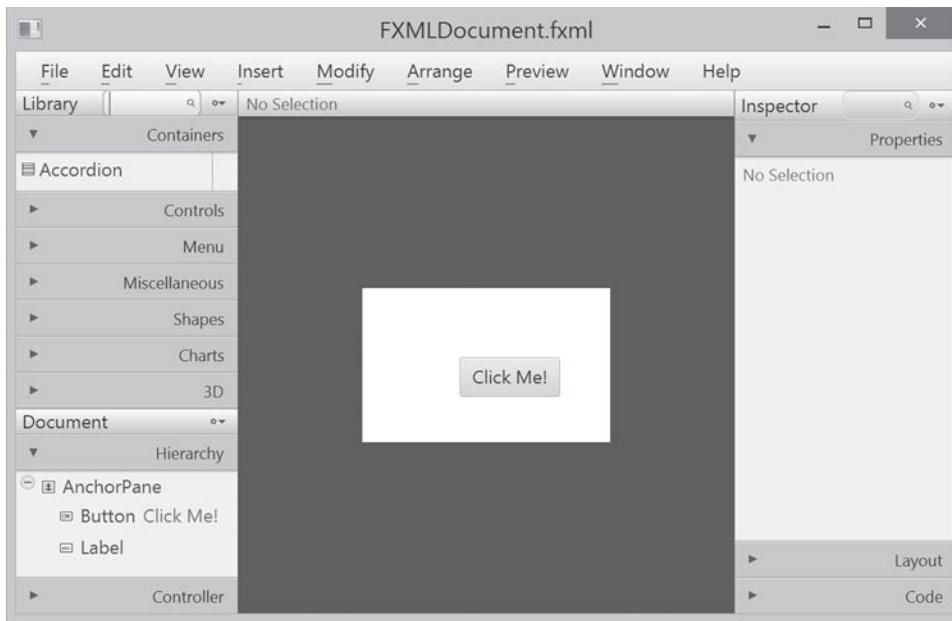 FXMLDocument.fxml
File Edit View Insert Modify Arrange Preview Window Help
Library
No Selection
Inspector
Containers
Properties
Accordion
No Selection
Controls
Menu
Miscellaneous
Shapes
Charts
Click Me!
3D
Document
Hierarchy
AnchorPane
Button Click Me!
Label
Layout
Controller
Code